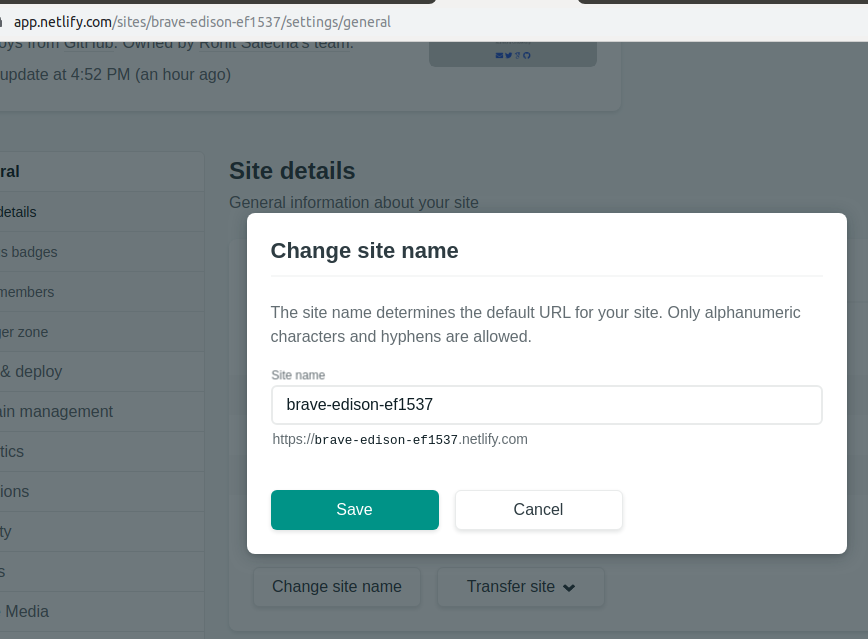 app.netlify.com/sites/brave-edison-ef1537/settings/general
oys from GitHub. Owned by Rohit Salecha's team.
update at 4:52 PM (an hour ago)
ral
details
s badges
members
ger zone
& deploy
ain management
tics
ions
ty
s
Media
Site details
General information about your site
Change site name
The site name determines the default URL for your site. Only alphanumeric
characters and hyphens are allowed.
Site name
brave-edison-ef1537
https://brave-edison-ef1537.netlify.com
Save
Cancel
Change site name
Transfer site